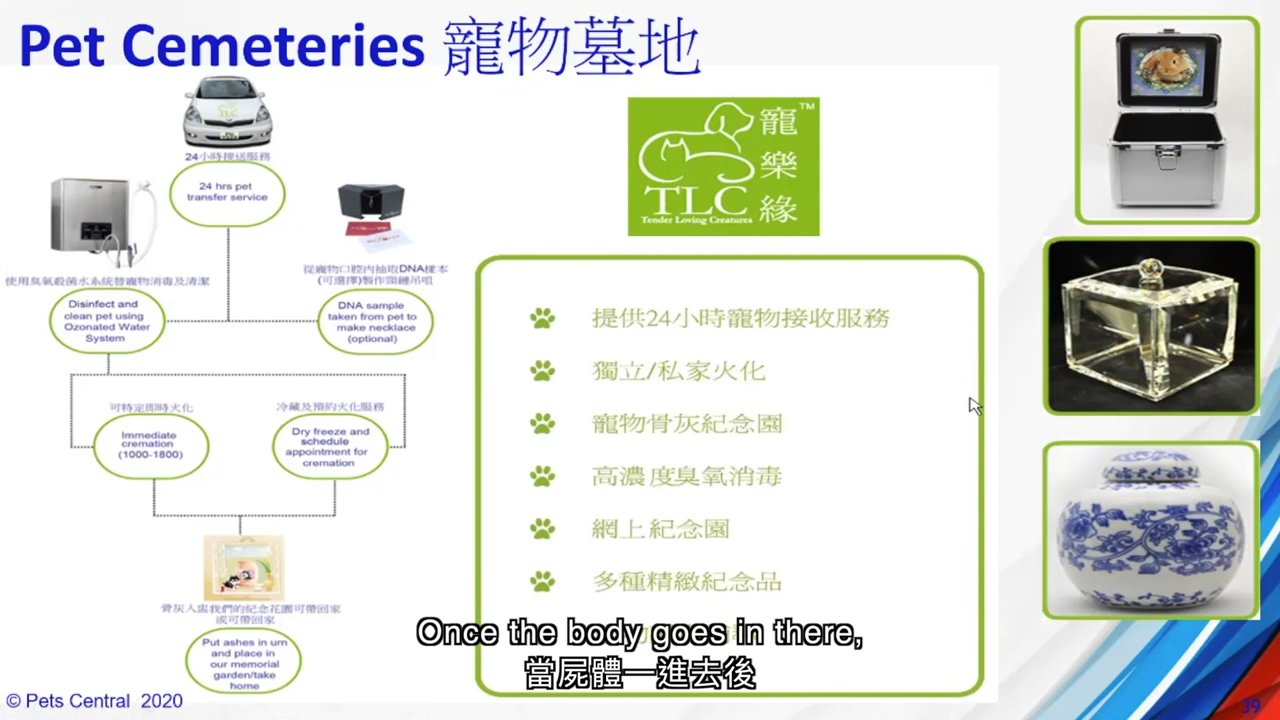 Pet Cemeteries 寵物墓地
TLC
24小時接送服務
24 hrs pet
transfer service
使用臭氧殺菌水系統替寵物消毒及清潔
Disinfect and
clean pet using
Ozonated Water
System
從寵物口腔內抽取DNA樣本
(可選擇)製作頸鏈吊咀
DNA sample
taken from pet to
make necklace
(optional)
可特定即時火化
Immediate
cremation
(1000-1800)
冷藏及預約火化服務
Dry freeze and
schedule
appointment for
cremation
骨灰入盅我們的紀念花園可帶回家
或可帶回家
Put ashes in urn
and place in
our memorial
garden/take
home
寵樂緣 TM
TLC
Tender Loving Creatures
提供24小時寵物接收服務
獨立/私家火化
寵物骨灰紀念園
高濃度臭氧消毒
網上紀念園
多種精緻紀念品
Once the body goes in there,
當屍體一進去後
© Pets Central 2020
39